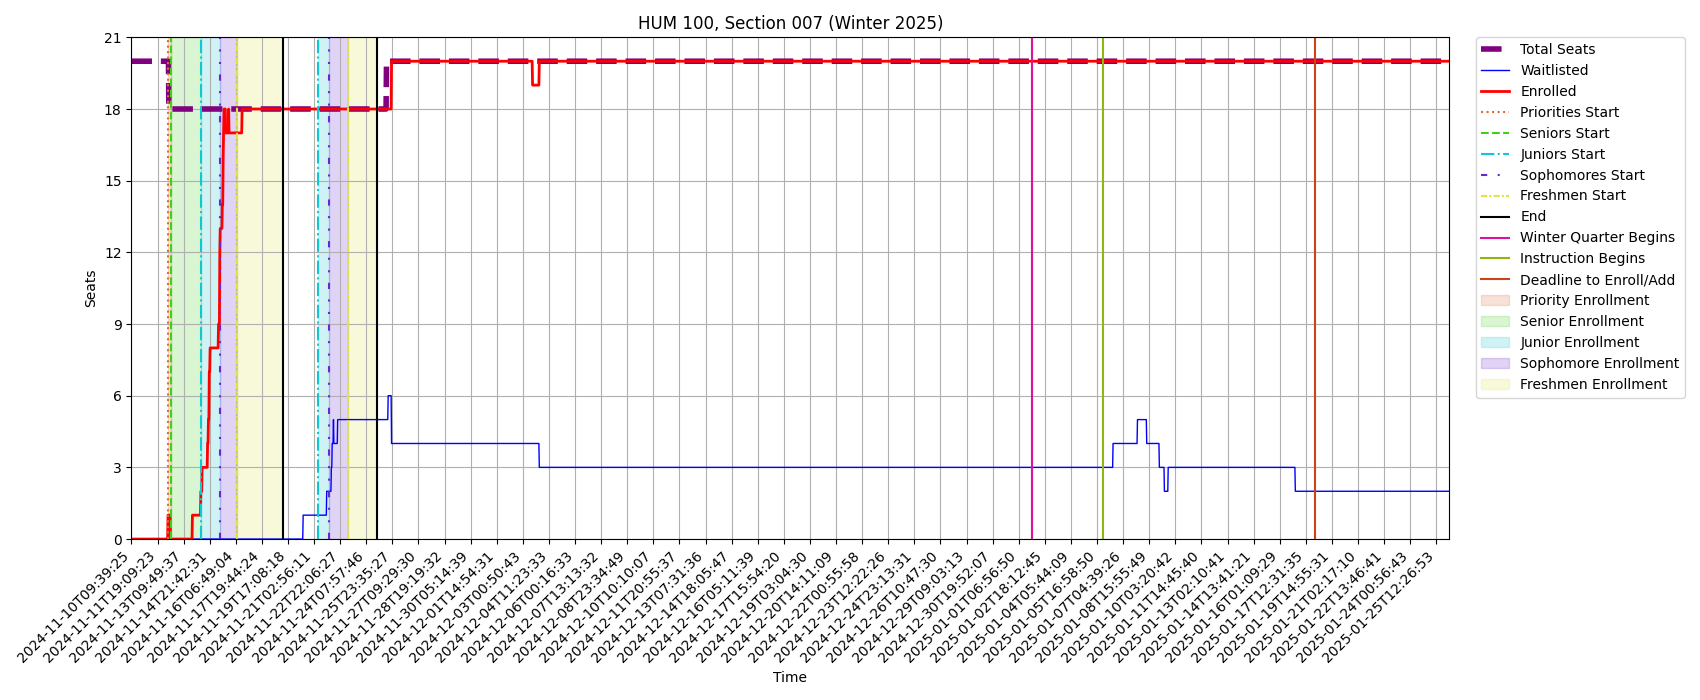 HUM 100, Section 007 (Winter 2025)
Seats
21
18
15
12
9
6
3
0
2024-11-10T09:39:25
2024-11-11T19:09:23
2024-11-13T09:49:37
2024-11-14T21:42:31
2024-11-16T06:49:04
2024-11-17T19:44:24
2024-11-19T17:08:18
2024-11-21T02:56:11
2024-11-22T22:06:27
2024-11-24T07:57:46
2024-11-25T23:35:27
2024-11-27T09:29:30
2024-11-28T19:19:32
2024-11-30T05:14:39
2024-12-01T14:54:31
2024-12-03T00:50:43
2024-12-04T11:23:33
2024-12-06T00:16:33
2024-12-07T13:13:32
2024-12-08T23:34:49
2024-12-10T10:10:07
2024-12-11T20:55:37
2024-12-13T07:31:36
2024-12-14T18:05:47
2024-12-16T05:11:39
2024-12-17T15:54:20
2024-12-19T03:04:30
2024-12-20T14:11:09
2024-12-22T00:55:58
2024-12-23T12:22:26
2024-12-24T23:13:31
2024-12-26T10:47:30
2024-12-29T09:03:13
2024-12-30T19:52:07
2025-01-01T06:56:50
2025-01-02T18:12:45
2025-01-04T05:44:09
2025-01-05T16:58:50
2025-01-07T04:39:26
2025-01-08T15:55:49
2025-01-10T03:20:42
2025-01-11T14:45:40
2025-01-13T02:10:41
2025-01-14T13:41:21
2025-01-16T01:09:29
2025-01-17T12:31:35
2025-01-19T14:55:31
2025-01-21T02:17:10
2025-01-22T13:46:41
2025-01-24T00:56:43
2025-01-25T12:26:53
Time
Total Seats
Waitlisted
Enrolled
Priorities Start
Seniors Start
Juniors Start
Sophomores Start
Freshmen Start
End
Winter Quarter Begins
Instruction Begins
Deadline to Enroll/Add
Priority Enrollment
Senior Enrollment
Junior Enrollment
Sophomore Enrollment
Freshmen Enrollment